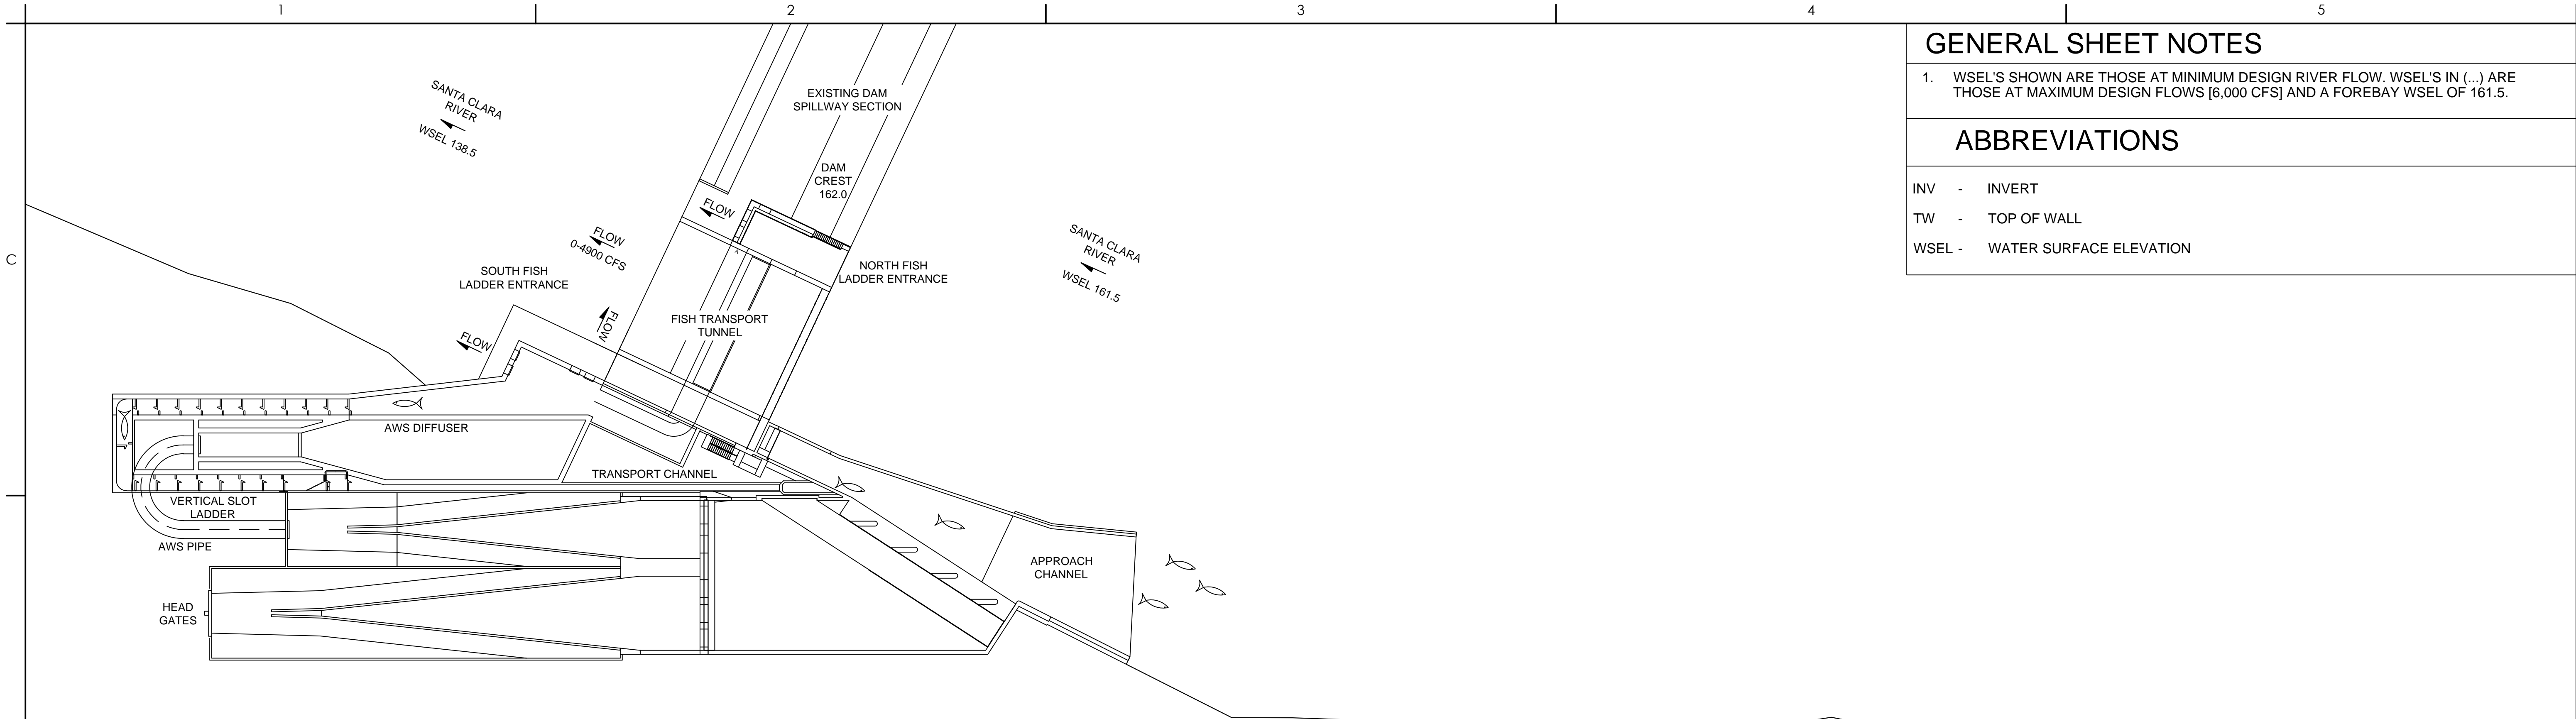 1
2
3
4
5
C
GENERAL SHEET NOTES
1. WSEL'S SHOWN ARE THOSE AT MINIMUM DESIGN RIVER FLOW. WSEL'S IN (...) ARE
THOSE AT MAXIMUM DESIGN FLOWS [6,000 CFS] AND A FOREBAY WSEL OF 161.5.
ABBREVIATIONS
INV - INVERT
TW - TOP OF WALL
WSEL - WATER SURFACE ELEVATION
SANTA CLARA
RIVER
WSEL 138.5
EXISTING DAM
SPILLWAY SECTION
DAM
CREST
162.0
FLOW
FLOW
0-4900 CFS
SANTA CLARA
RIVER
WSEL 161.5
SOUTH FISH
LADDER ENTRANCE
NORTH FISH
LADDER ENTRANCE
FLOW
FLOW
FISH TRANSPORT
TUNNEL
AWS DIFFUSER
TRANSPORT CHANNEL
VERTICAL SLOT
LADDER
AWS PIPE
APPROACH
CHANNEL
HEAD
GATES